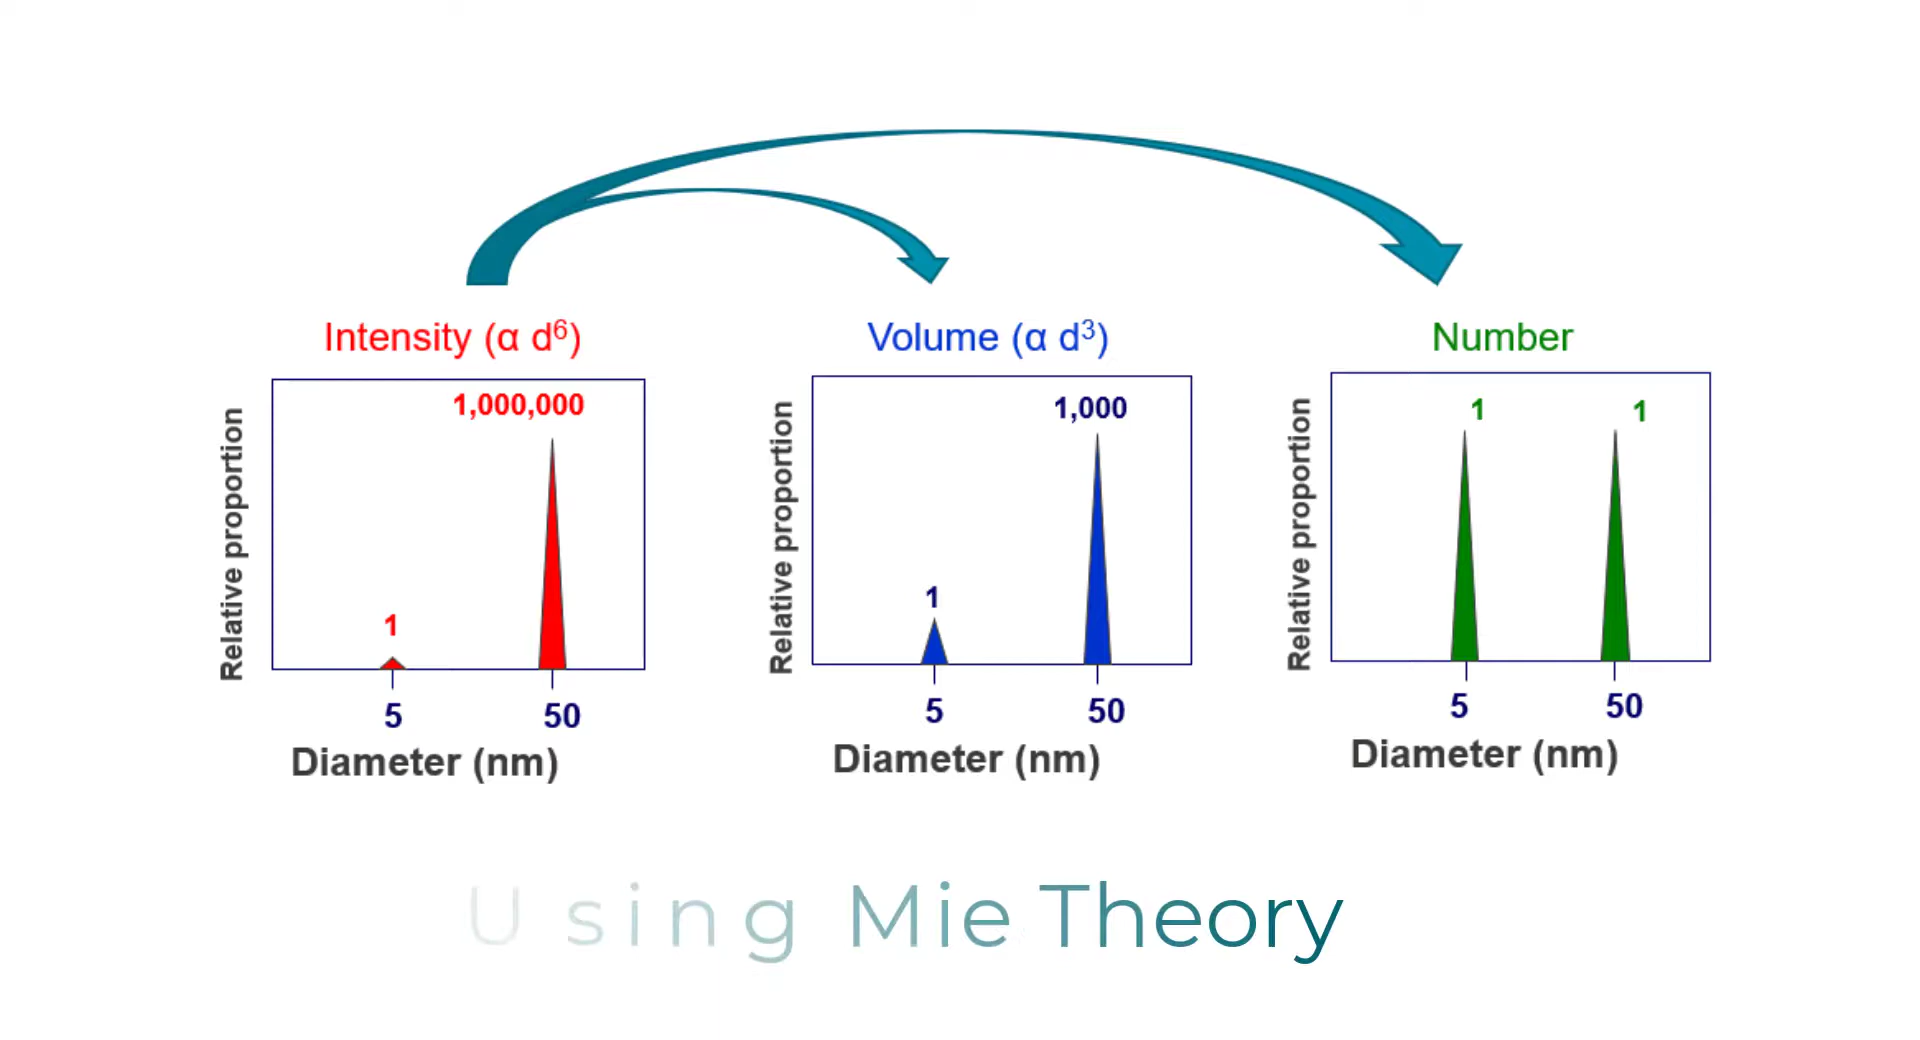 Intensity (α d⁶)
Relative proportion
1,000,000
1
5 50
Diameter (nm)
Volume (α d³)
Relative proportion
1,000
1
5 50
Diameter (nm)
Number
Relative proportion
1 1
5 50
Diameter (nm)
Using Mie Theory